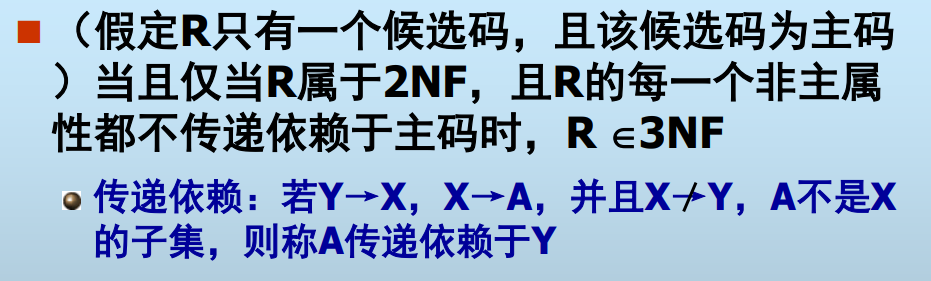 （假定R只有一个候选码，且该候选码为主码
）当且仅当R属于2NF，且R的每一个非主属
性都不传递依赖于主码时，R ∈3NF
传递依赖：若Y→X，X→A，并且X↛Y，A不是X
的子集，则称A传递依赖于Y